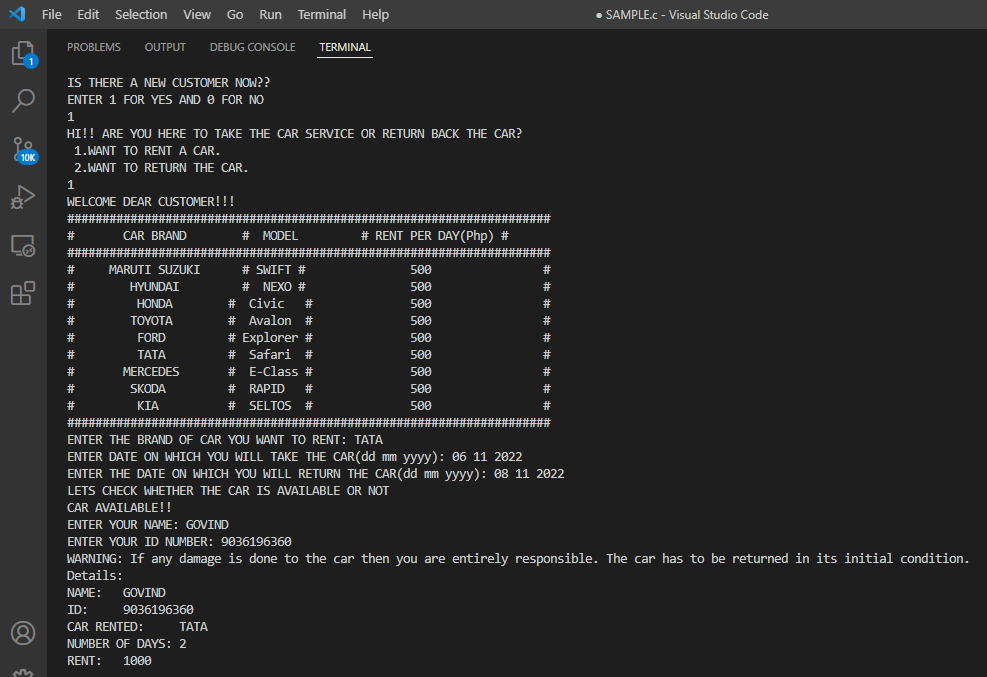 File Edit Selection View Go Run Terminal Help ● SAMPLE.c - Visual Studio Code
PROBLEMS OUTPUT DEBUG CONSOLE TERMINAL
1
10K
IS THERE A NEW CUSTOMER NOW??
ENTER 1 FOR YES AND 0 FOR NO
1
HI!! ARE YOU HERE TO TAKE THE CAR SERVICE OR RETURN BACK THE CAR?
1.WANT TO RENT A CAR.
2.WANT TO RETURN THE CAR.
1
WELCOME DEAR CUSTOMER!!!
#####################################################################
# CAR BRAND # MODEL # RENT PER DAY(Php) #
#####################################################################
# MARUTI SUZUKI # SWIFT # 500 #
# HYUNDAI # NEXO # 500 #
# HONDA # Civic # 500 #
# TOYOTA # Avalon # 500 #
# FORD # Explorer # 500 #
# TATA # Safari # 500 #
# MERCEDES # E-Class # 500 #
# SKODA # RAPID # 500 #
# KIA # SELTOS # 500 #
#####################################################################
ENTER THE BRAND OF CAR YOU WANT TO RENT: TATA
ENTER DATE ON WHICH YOU WILL TAKE THE CAR(dd mm yyyy): 06 11 2022
ENTER THE DATE ON WHICH YOU WILL RETURN THE CAR(dd mm yyyy): 08 11 2022
LETS CHECK WHETHER THE CAR IS AVAILABLE OR NOT
CAR AVAILABLE!!
ENTER YOUR NAME: GOVIND
ENTER YOUR ID NUMBER: 9036196360
WARNING: If any damage is done to the car then you are entirely responsible. The car has to be returned in its initial condition.
Details:
NAME: GOVIND
ID: 9036196360
CAR RENTED: TATA
NUMBER OF DAYS: 2
RENT: 1000